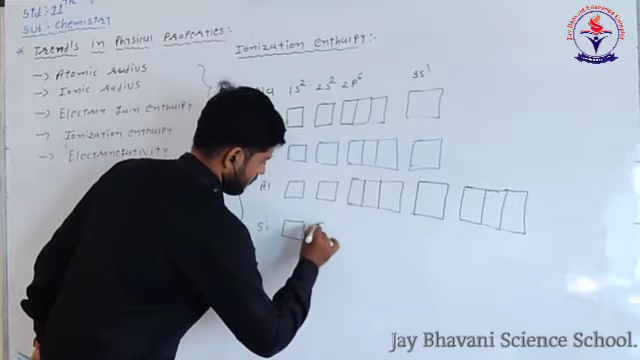 Std:- 11th
Sub:- Chemistry
* Trends in Physical Properties:-
Ionization Enthalpy:-
→ Atomic radius
→ Ionic radius
→ Electron Gain Enthalpy
→ Ionization Enthalpy
→ Electronegativity
1s² 2s² 2p⁶ 3s¹
Al
Si
Jay Bhavani Science School.